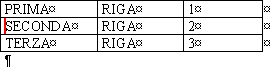 PRIMA¤ RIGA¤ 1¤ ¤
SECONDA¤ RIGA¤ 2¤ ¤
TERZA¤ RIGA¤ 3¤ ¤
¶